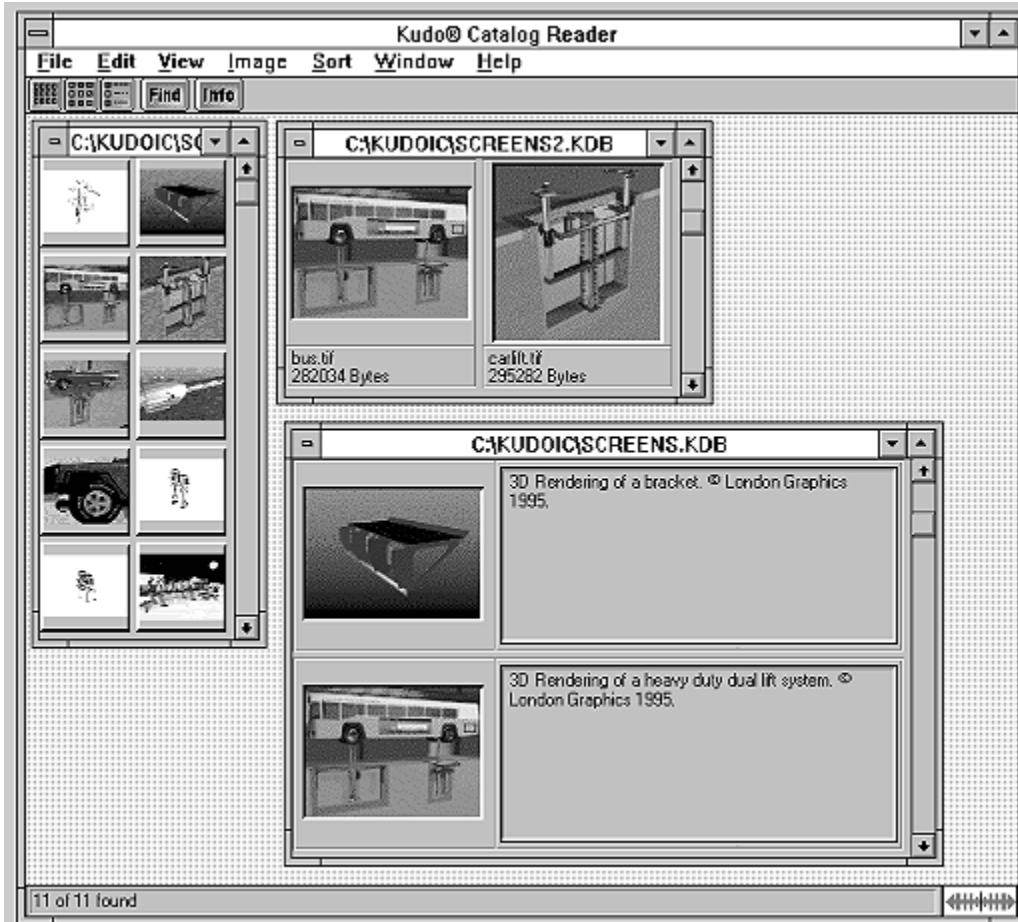 Kudo® Catalog Reader
File Edit View Image Sort Window Help
Find Info
C:\KUDOIC\SC
C:\KUDOIC\SCREENS2.KDB
bus.tif
282034 Bytes
carlift.tif
295282 Bytes
C:\KUDOIC\SCREENS.KDB
3D Rendering of a bracket. © London Graphics
1995.
3D Rendering of a heavy duty dual lift system. ©
London Graphics 1995.
11 of 11 found